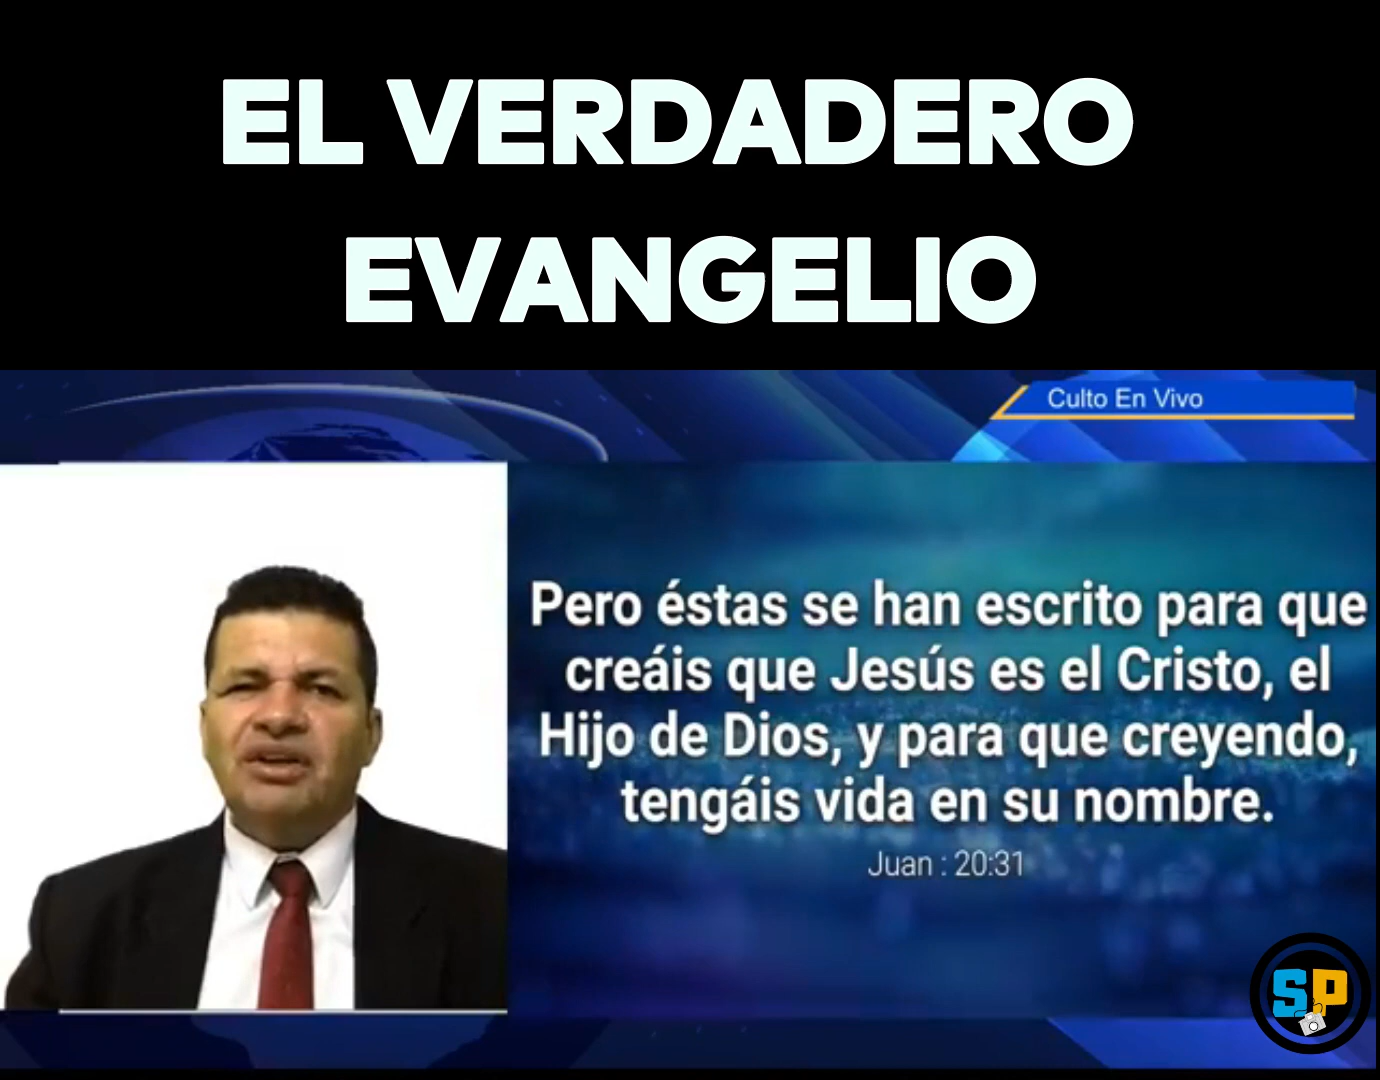 EL VERDADERO
EVANGELIO
Culto En Vivo
Pero éstas se han escrito para que
creáis que Jesús es el Cristo, el
Hijo de Dios, y para que creyendo,
tengáis vida en su nombre.
Juan : 20:31
SP